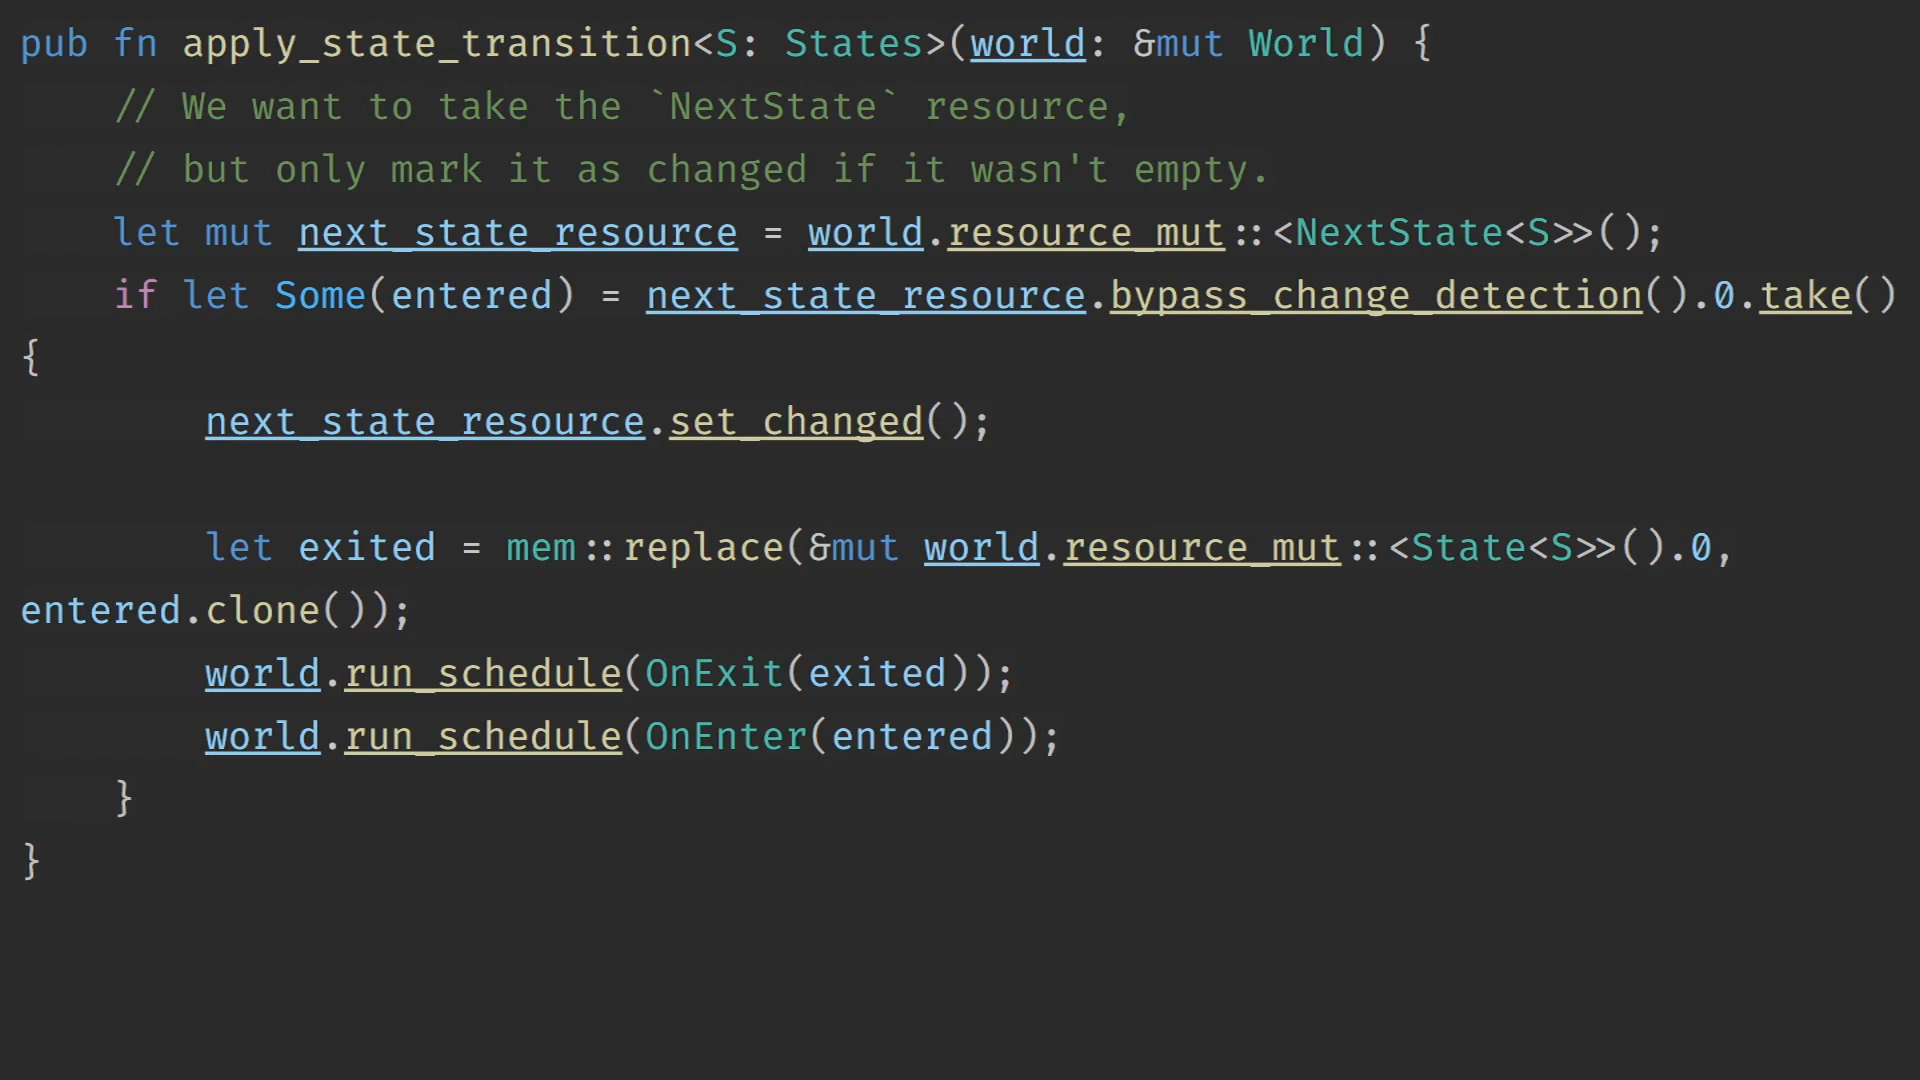 pub fn apply_state_transition<S: States>(world: &mut World) {
    // We want to take the `NextState` resource,
    // but only mark it as changed if it wasn't empty.
    let mut next_state_resource = world.resource_mut::<NextState<S>>();
    if let Some(entered) = next_state_resource.bypass_change_detection().0.take()
{
        next_state_resource.set_changed();

        let exited = mem::replace(&mut world.resource_mut::<State<S>>().0,
entered.clone());
        world.run_schedule(OnExit(exited));
        world.run_schedule(OnEnter(entered));
    }
}